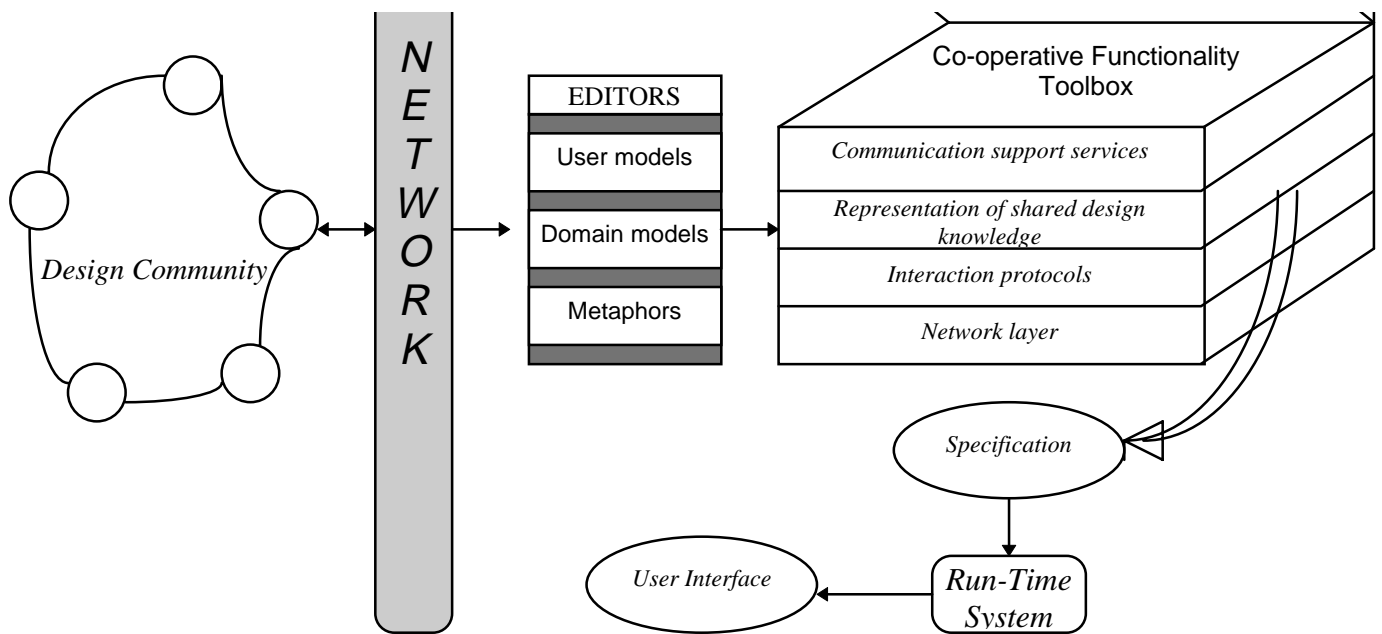 Design Community
NETWORK
EDITORS
User models
Domain models
Metaphors
Co-operative Functionality
Toolbox
Communication support services
Representation of shared design
knowledge
Interaction protocols
Network layer
Specification
Run-Time
System
User Interface